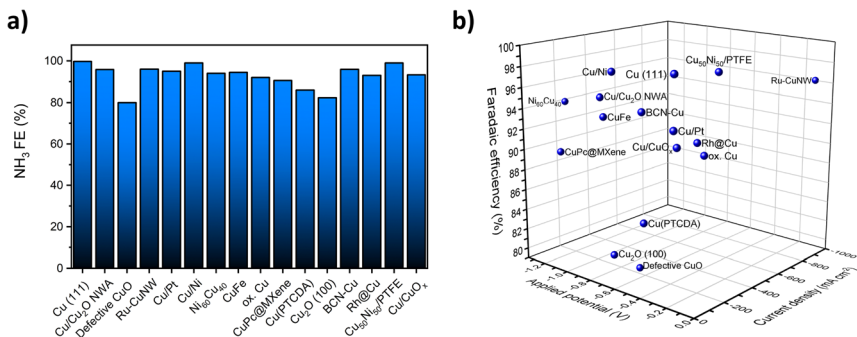 a)
NH3 FE (%)
120
100
80
60
40
20
0
Cu (111)
Cu/Cu2O NWA
Defective CuO
Ru-CuNW
Cu/Pt
Cu/Ni
Ni60Cu40
CuFe
ox. Cu
CuPc@MXene
Cu(PTCDA)
Cu2O (100)
BCN-Cu
Rh@Cu
Cu50Ni50/PTFE
Cu/CuOx
b)
Faradaic efficiency (%)
100
98
96
94
92
90
88
86
84
82
80
Cu50Ni50/PTFE
Cu/Ni
Cu (111)
Ru-CuNW
Ni60Cu40
Cu/Cu2O NWA
CuFe
BCN-Cu
Cu/Pt
CuPc@MXene
Cu/CuOx
Rh@Cu
ox. Cu
Cu(PTCDA)
Cu2O (100)
Defective CuO
-1.2
-1.0
-0.8
-0.6
-0.4
-0.2
0.0
Applied potential (V)
0
-200
-400
-600
-800
-1000
Current density (mA cm-2)